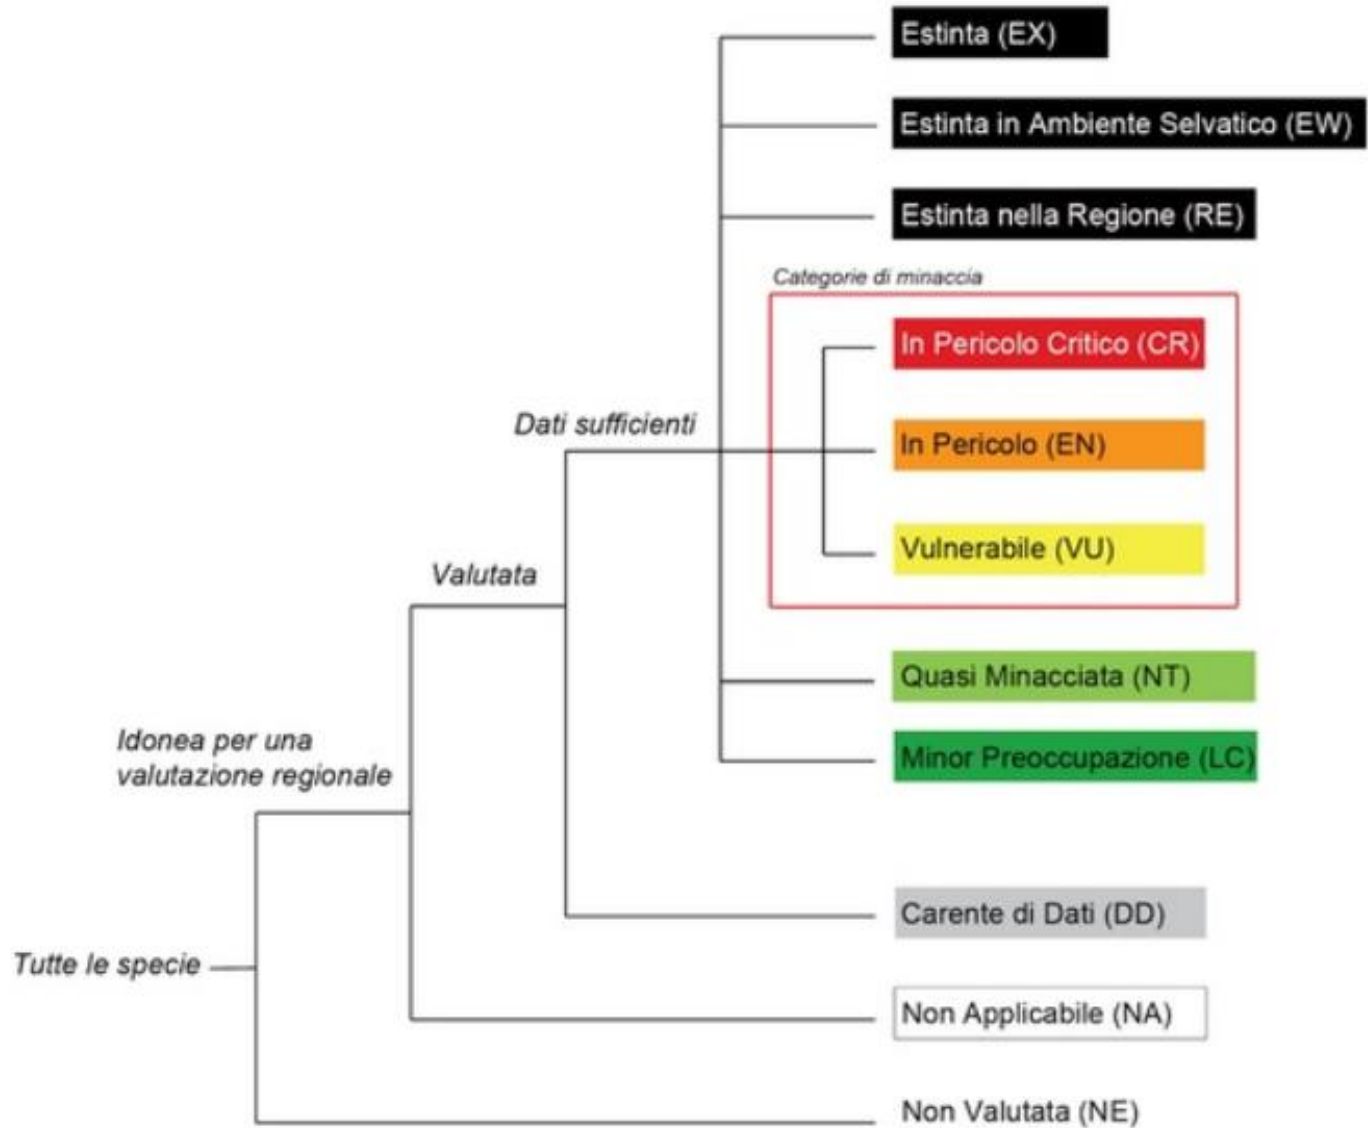 Estinta (EX)
Estinta in Ambiente Selvatico (EW)
Estinta nella Regione (RE)
Categorie di minaccia
In Pericolo Critico (CR)
Dati sufficienti
In Pericolo (EN)
Vulnerabile (VU)
Valutata
Quasi Minacciata (NT)
Idonea per una
valutazione regionale
Minor Preoccupazione (LC)
Carente di Dati (DD)
Tutte le specie
Non Applicabile (NA)
Non Valutata (NE)